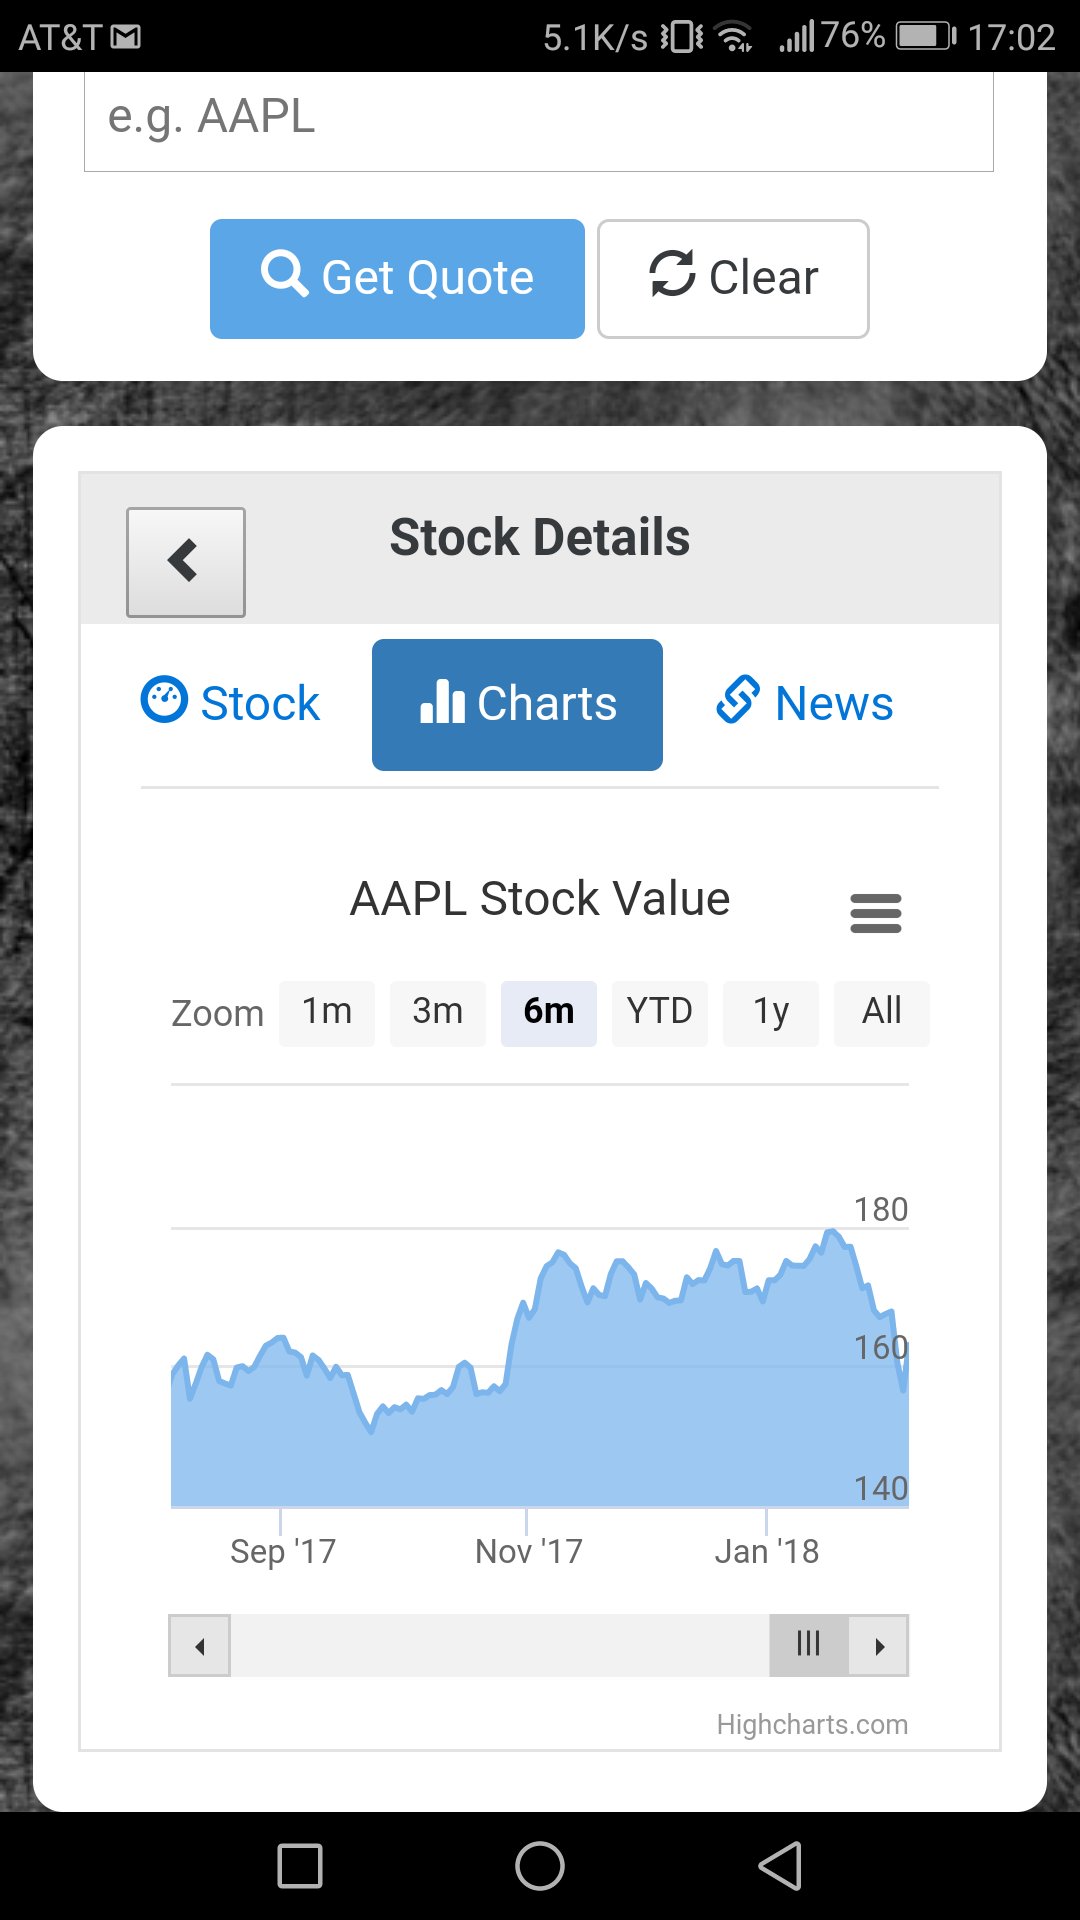 AT&T 5.1K/s 76% 17:02
e.g. AAPL
Get Quote Clear
Stock Details
Stock Charts News
AAPL Stock Value
Zoom 1m 3m 6m YTD 1y All
180
160
140
Sep '17 Nov '17 Jan '18
Highcharts.com